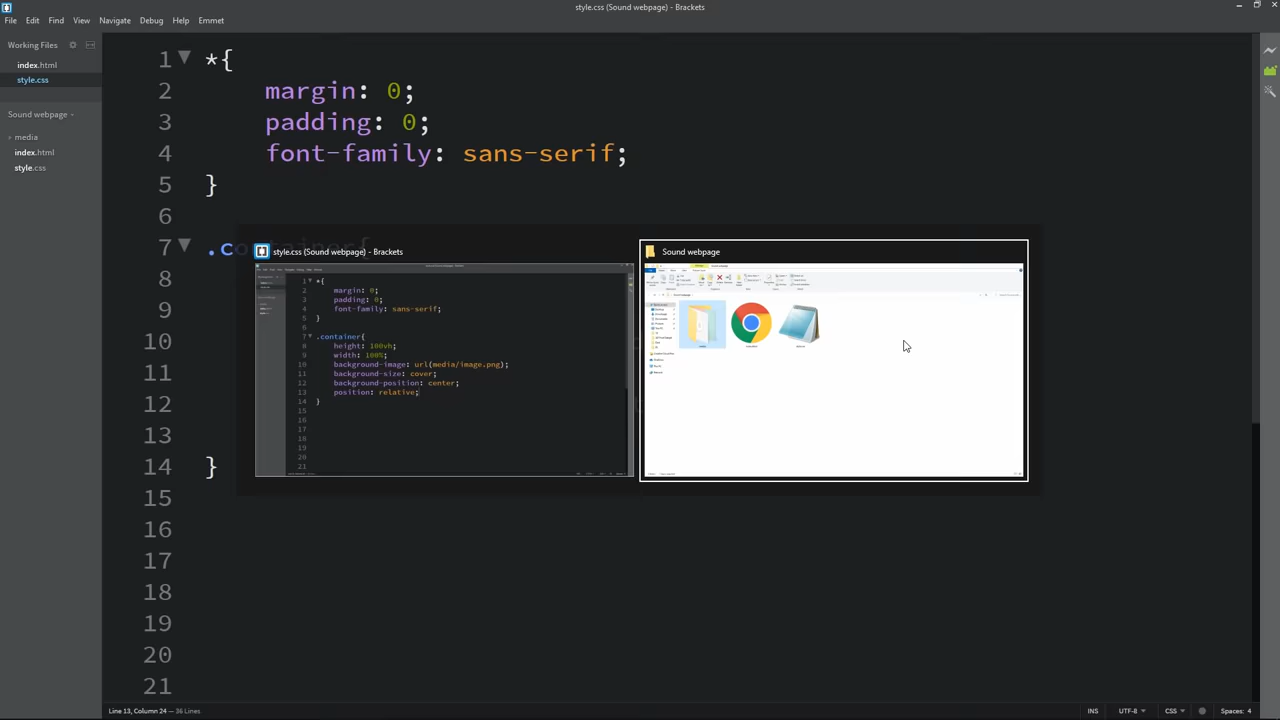 style.css (Sound webpage) - Brackets
File Edit Find View Navigate Debug Help Emmet
Working Files
index.html
style.css
Sound webpage
media
index.html
style.css
1 *{
2 margin: 0;
3 padding: 0;
4 font-family: sans-serif;
5 }
6
7 .container{
8
9
10
11
12
13
14 }
15
16
17
18
19
20
21
style.css (Sound webpage) - Brackets
1 *{
2 margin: 0;
3 padding: 0;
4 font-family: sans-serif;
5 }
6
7 .container{
8 height: 100vh;
9 width: 100%;
10 background-image: url(media/image.png);
11 background-size: cover;
12 background-position: center;
13 position: relative;
14 }
15
16
17
18
19
20
21
Sound webpage
Line 13, Column 24 — 36 Lines
INS UTF-8 CSS Spaces: 4